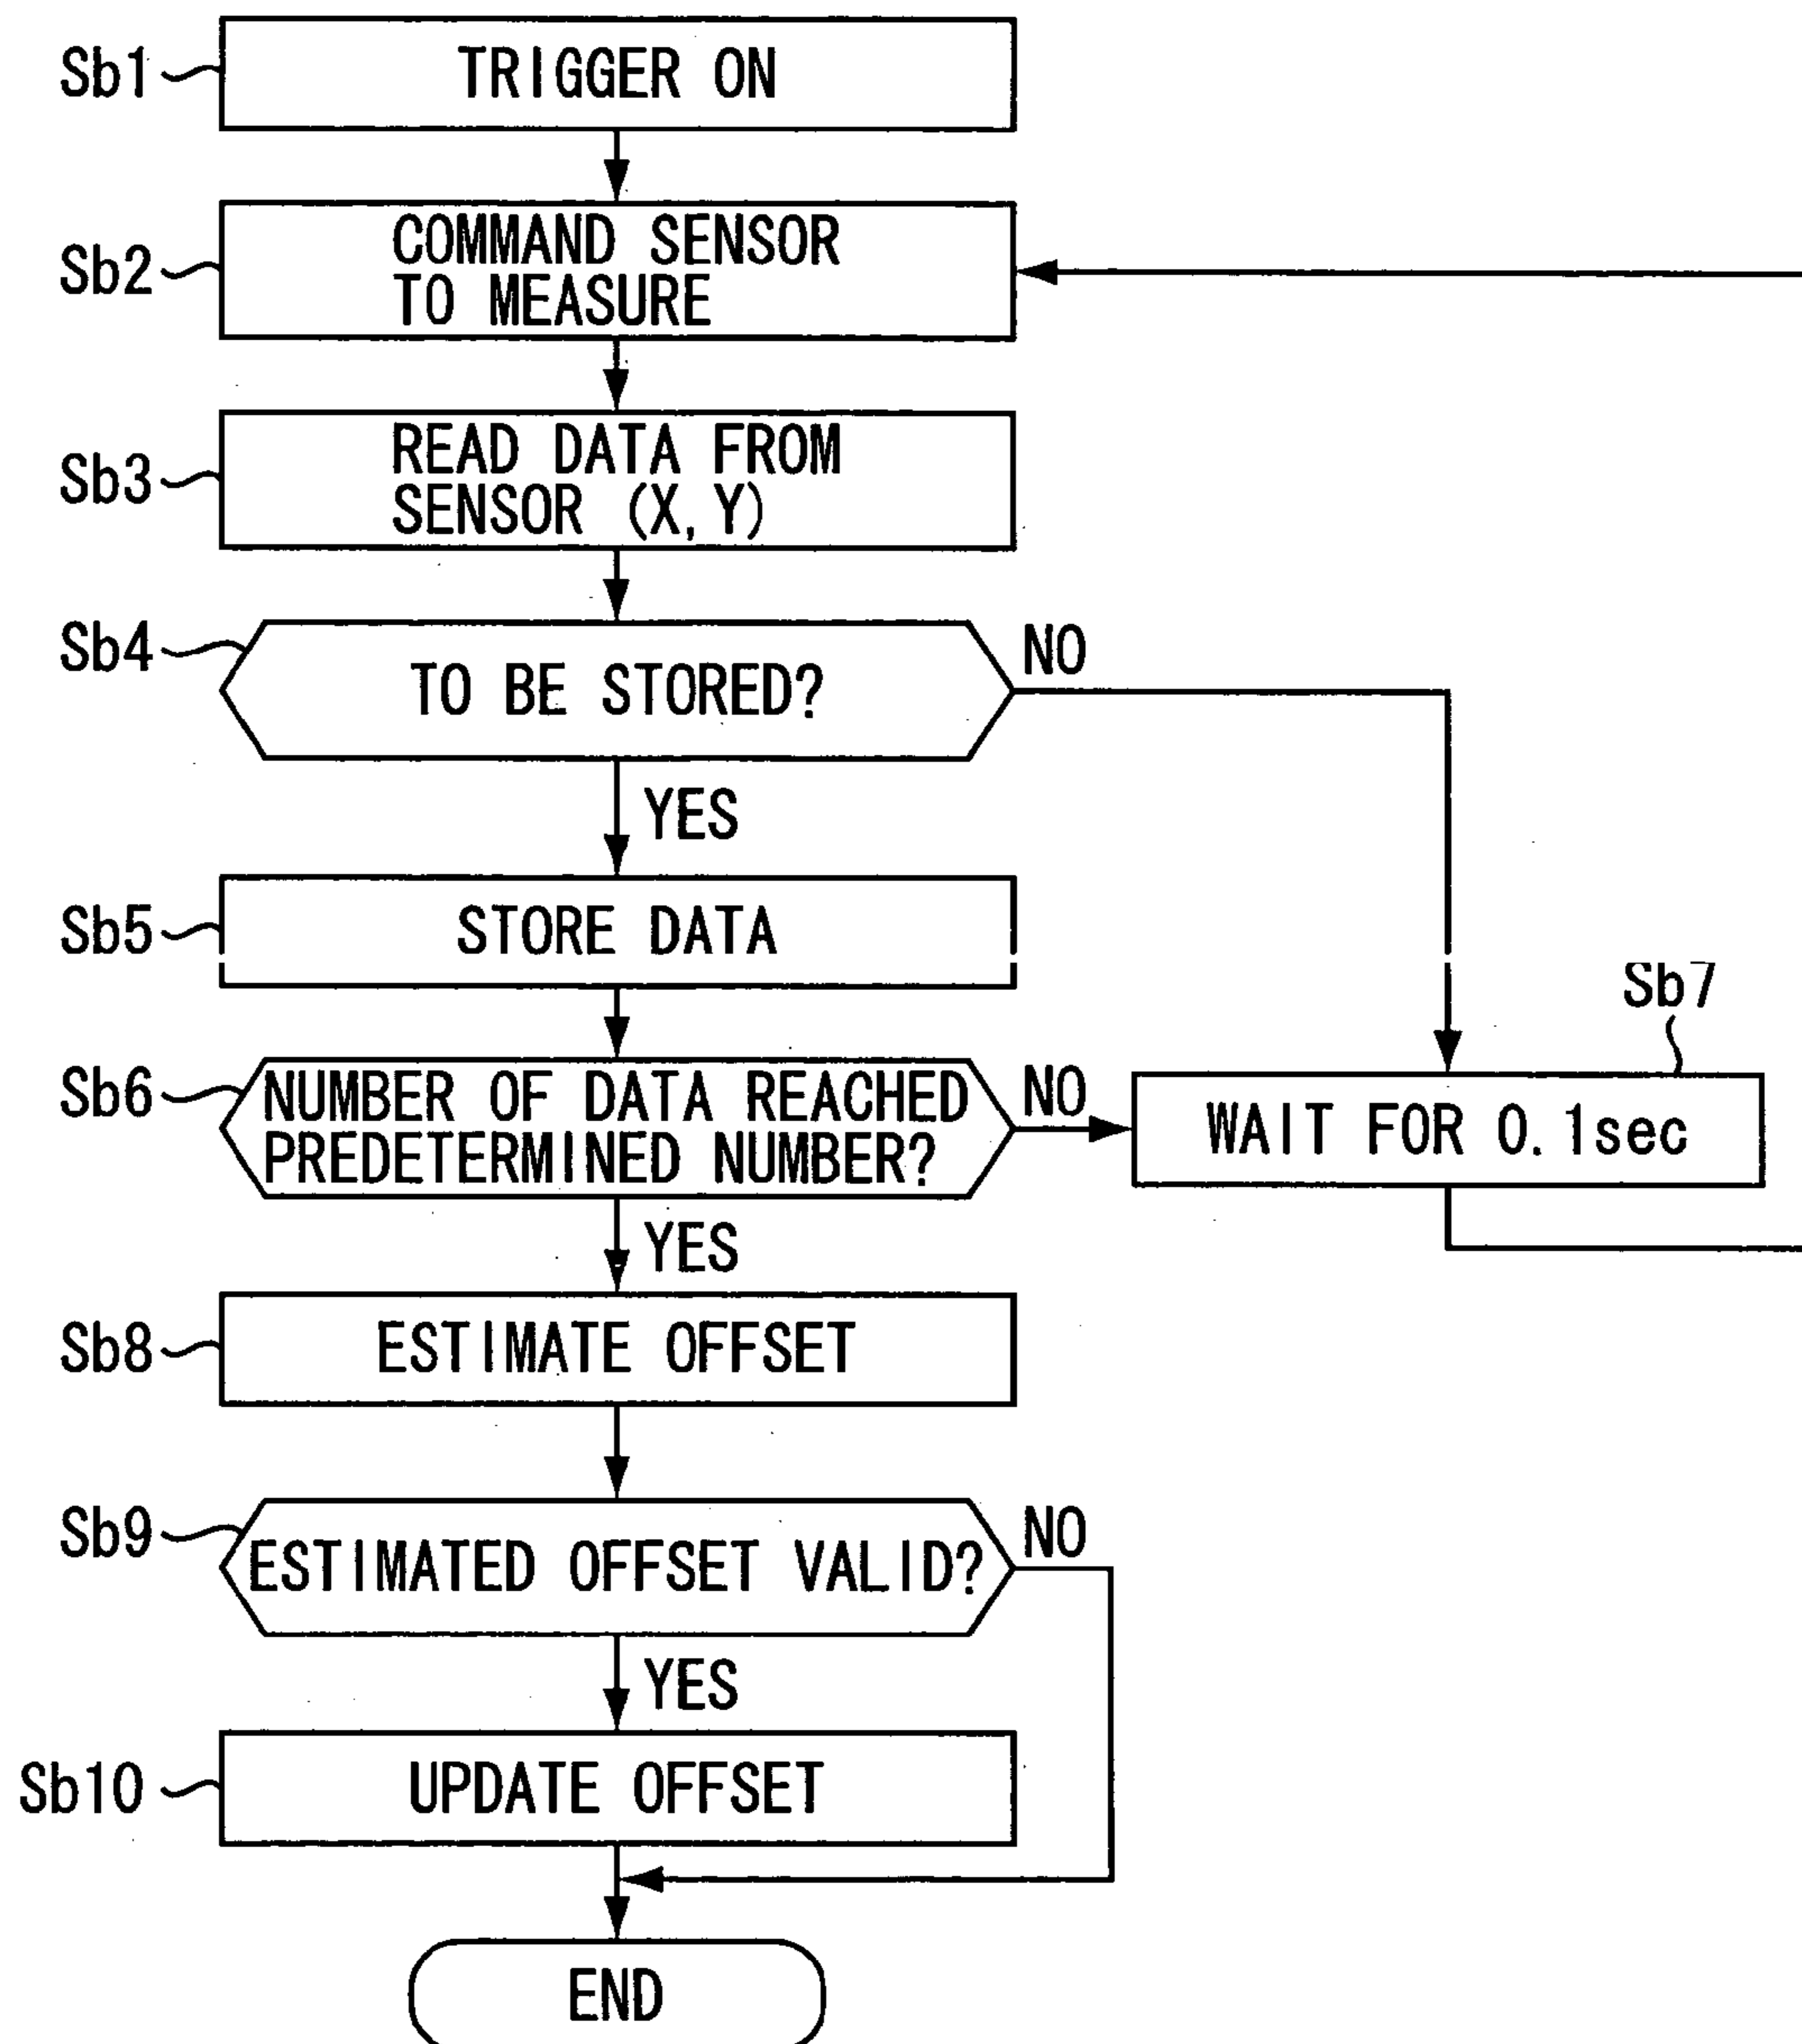 Sb1
TRIGGER ON
Sb2
COMMAND SENSOR
TO MEASURE
Sb3
READ DATA FROM
SENSOR (X, Y)
Sb4
TO BE STORED?
NO
YES
Sb5
STORE DATA
Sb6
NUMBER OF DATA REACHED
PREDETERMINED NUMBER?
NO
Sb7
WAIT FOR 0.1sec
YES
Sb8
ESTIMATE OFFSET
Sb9
ESTIMATED OFFSET VALID?
NO
YES
Sb10
UPDATE OFFSET
END